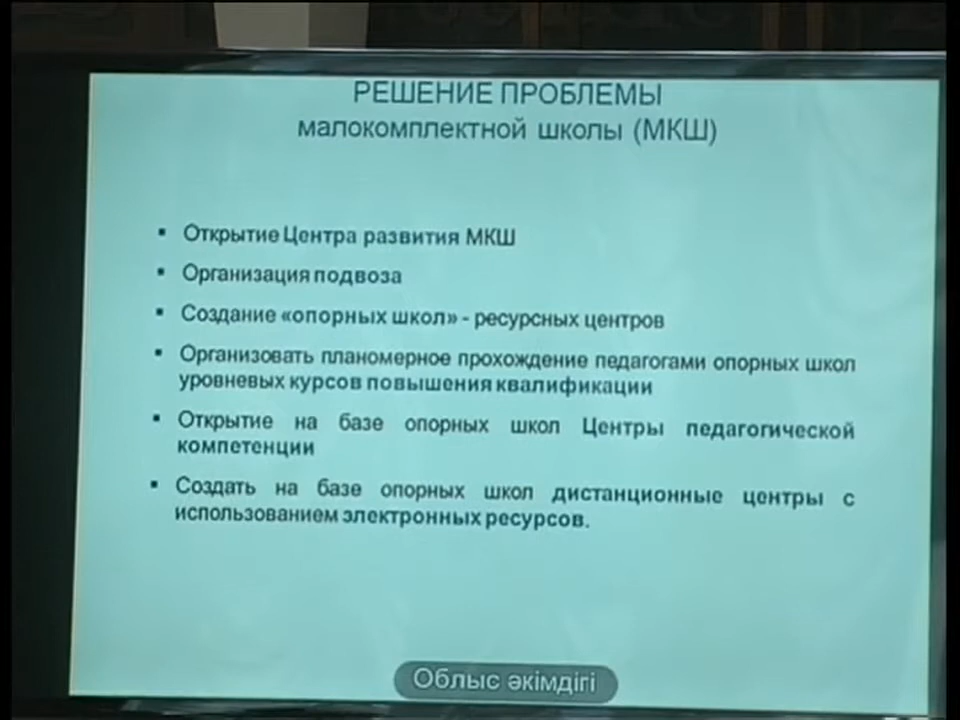 РЕШЕНИЕ ПРОБЛЕМЫ
малокомплектной школы (МКШ)
▪ Открытие Центра развития МКШ
▪ Организация подвоза
▪ Создание «опорных школ» - ресурсных центров
▪ Организовать планомерное прохождение педагогами опорных школ
уровневых курсов повышения квалификации
▪ Открытие на базе опорных школ Центры педагогической
компетенции
▪ Создать на базе опорных школ дистанционные центры с
использованием электронных ресурсов.
Облыс әкімдігі